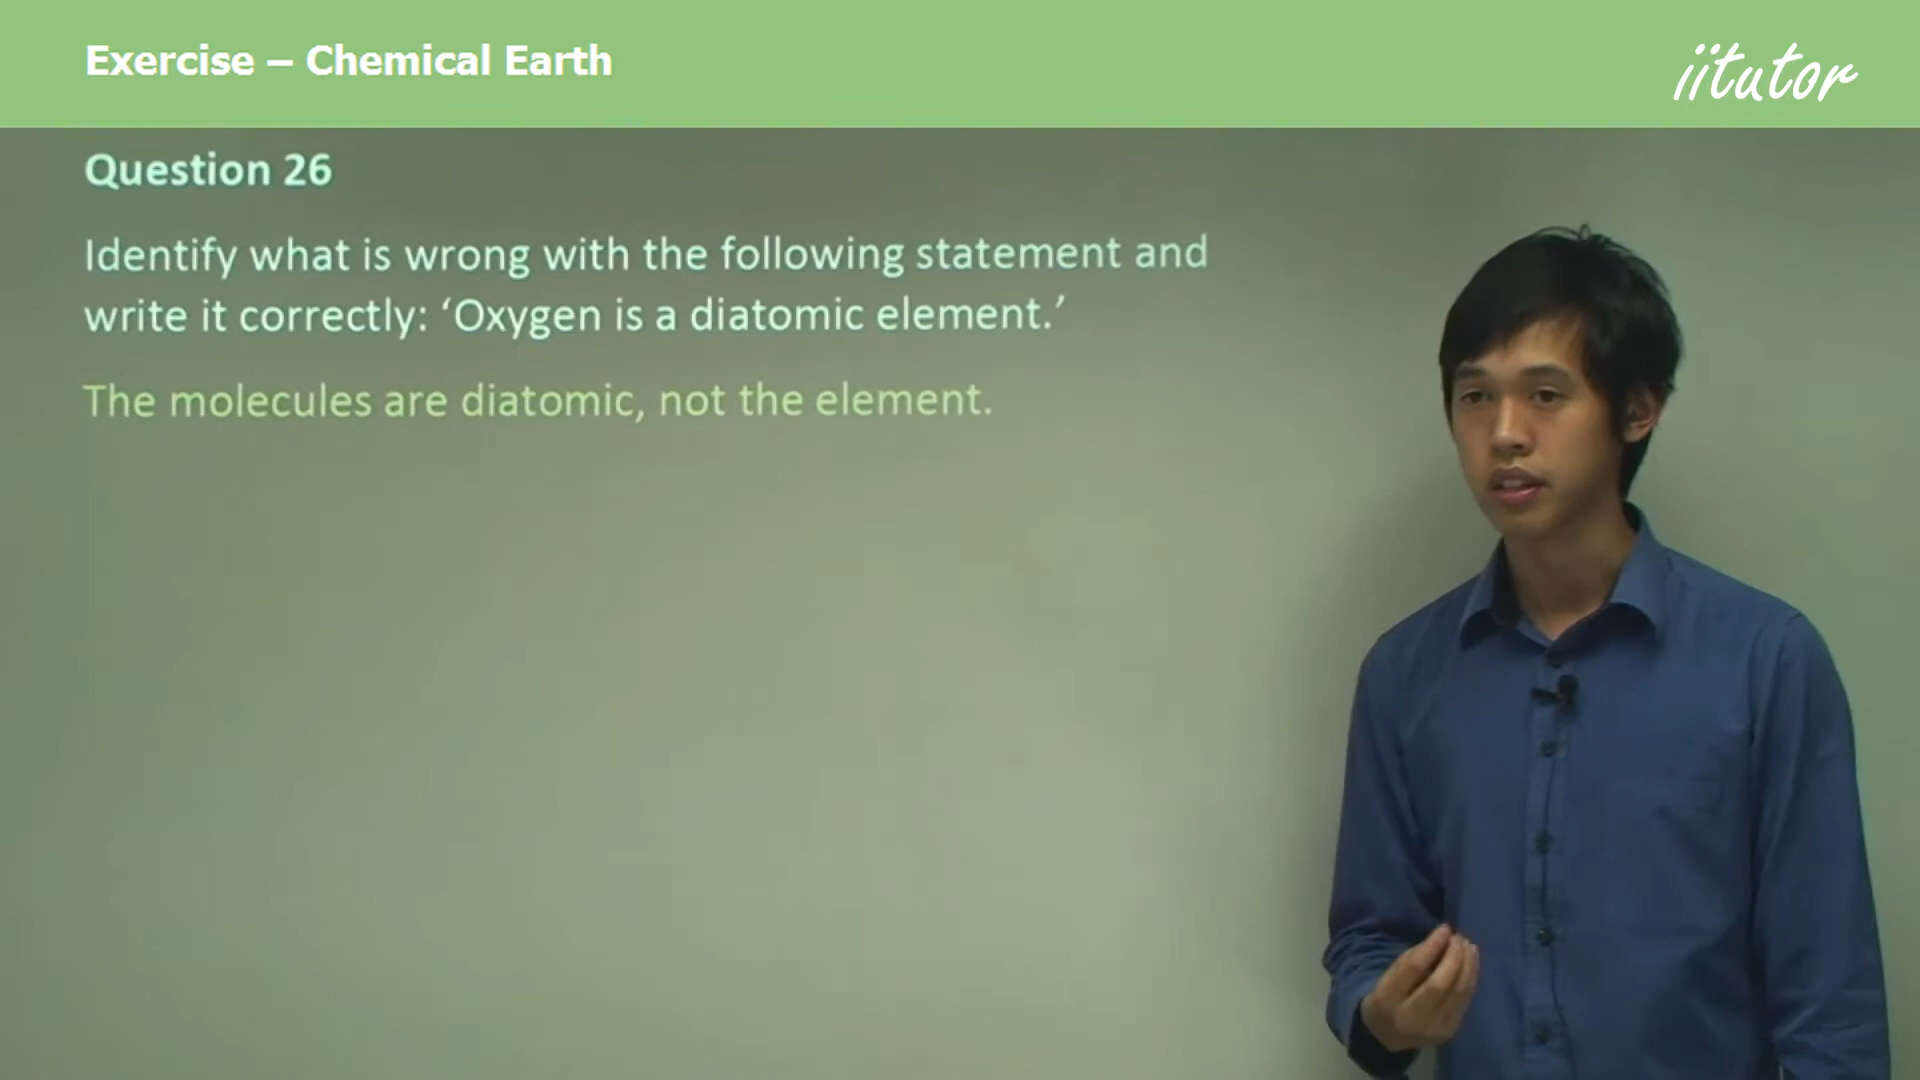 Exercise – Chemical Earth
iitutor
Question 26
Identify what is wrong with the following statement and
write it correctly: ‘Oxygen is a diatomic element.’
The molecules are diatomic, not the element.